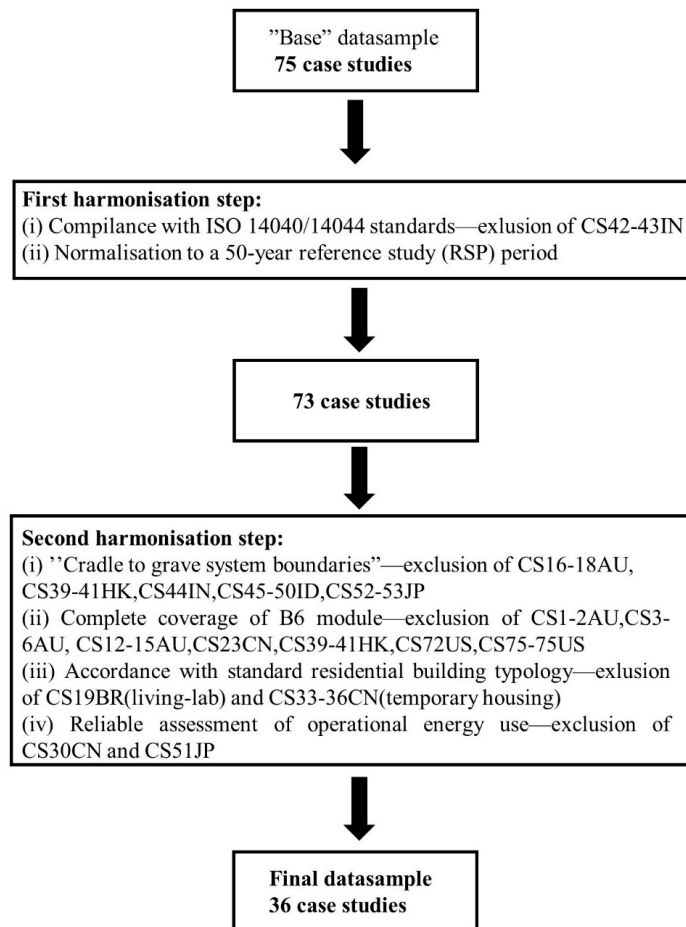 ”Base” datasample
75 case studies
First harmonisation step:
(i) Compilance with ISO 14040/14044 standards—exlusion of CS42-43IN
(ii) Normalisation to a 50-year reference study (RSP) period
73 case studies
Second harmonisation step:
(i) ’’Cradle to grave system boundaries”—exclusion of CS16-18AU,
CS39-41HK,CS44IN,CS45-50ID,CS52-53JP
(ii) Complete coverage of B6 module—exclusion of CS1-2AU,CS3-
6AU, CS12-15AU,CS23CN,CS39-41HK,CS72US,CS75-75US
(iii) Accordance with standard residential building typology—exlusion
of CS19BR(living-lab) and CS33-36CN(temporary housing)
(iv) Reliable assessment of operational energy use—exclusion of
CS30CN and CS51JP
Final datasample
36 case studies